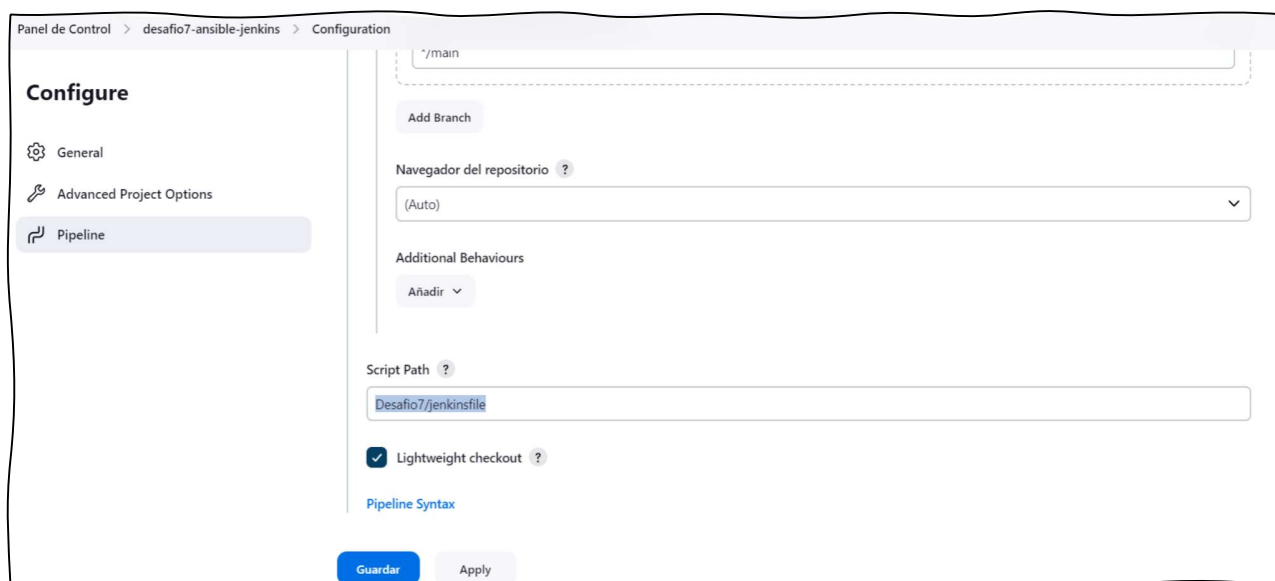 Panel de Control > desafio7-ansible-jenkins > Configuration
*/main
Configure
Add Branch
General
Navegador del repositorio ?
Advanced Project Options
(Auto)
Pipeline
Additional Behaviours
Añadir
Script Path ?
Desafio7/jenkinsfile
Lightweight checkout ?
Pipeline Syntax
Guardar Apply